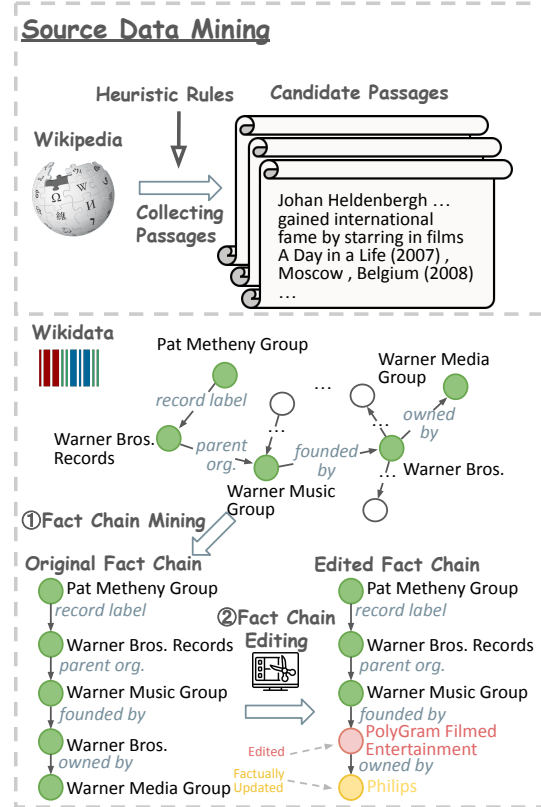 Source Data Mining
Heuristic Rules
Candidate Passages
Wikipedia
Collecting
Passages
Johan Heldenbergh ...
gained international
fame by starring in films
A Day in a Life (2007) ,
Moscow , Belgium (2008)
...
Wikidata
Pat Metheny Group
Warner Media
Group
...
record label
...
...
owned
by
Warner Bros.
Records
parent
org.
founded
by
Warner Bros.
...
Warner Music
Group
①Fact Chain Mining
Original Fact Chain
Pat Metheny Group
record label
Warner Bros. Records
parent org.
Warner Music Group
founded by
Warner Bros.
owned by
Warner Media Group
②Fact Chain
Editing
Edited Fact Chain
Pat Metheny Group
record label
Warner Bros. Records
parent org.
Warner Music Group
founded by
PolyGram Filmed
Entertainment
owned by
Philips
Edited
Factually
Updated